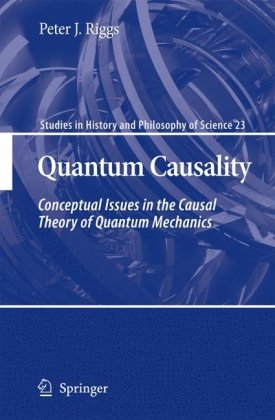 Peter J. Riggs
Studies in History and Philosophy of Science 23
Quantum Causality
Conceptual Issues in the Causal
Theory of Quantum Mechanics
Springer